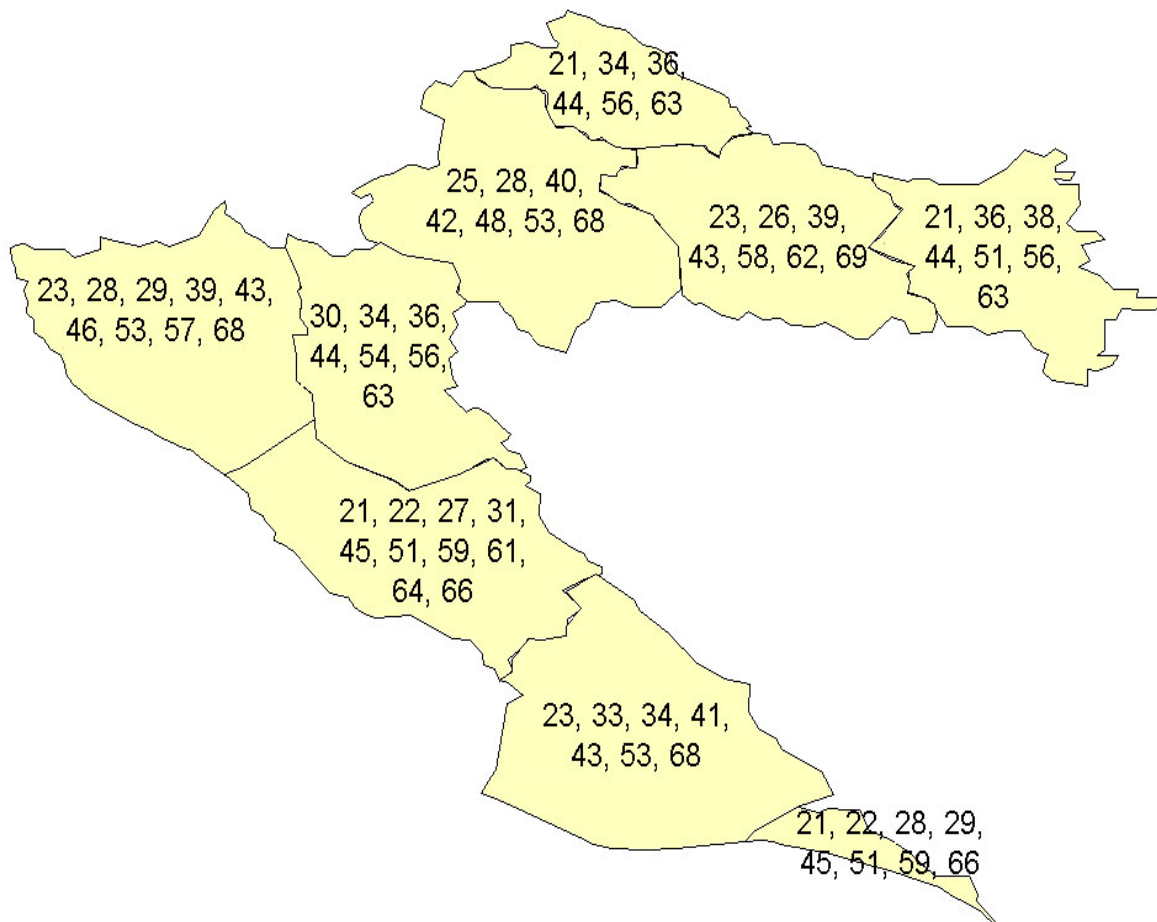 21, 34, 36,
44, 56, 63
25, 28, 40,
42, 48, 53, 68
23, 26, 39,
43, 58, 62, 69
21, 36, 38,
44, 51, 56,
63
23, 28, 29, 39, 43,
46, 53, 57, 68
30, 34, 36,
44, 54, 56,
63
21, 22, 27, 31,
45, 51, 59, 61,
64, 66
23, 33, 34, 41,
43, 53, 68
21, 22, 28, 29,
45, 51, 59, 66